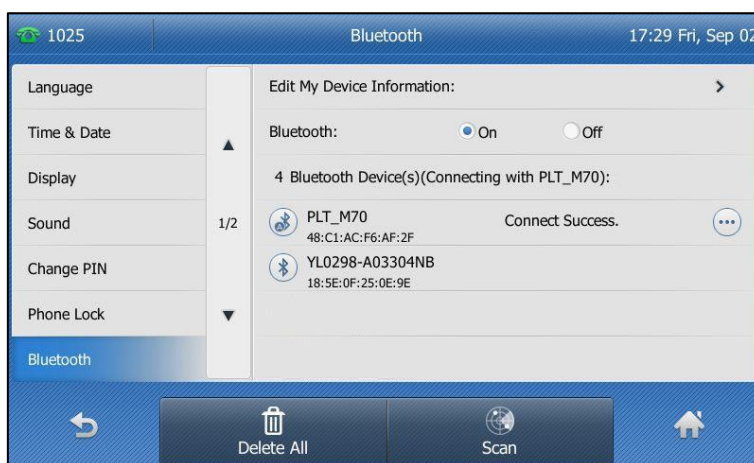 1025
Bluetooth
17:29 Fri, Sep 02
Language
Time & Date
Display
Sound
Change PIN
Phone Lock
Bluetooth
1/2
Edit My Device Information:
Bluetooth: On Off
4 Bluetooth Device(s)(Connecting with PLT_M70):
PLT_M70 Connect Success.
48:C1:AC:F6:AF:2F
YL0298-A03304NB
18:5E:0F:25:0E:9E
Delete All
Scan